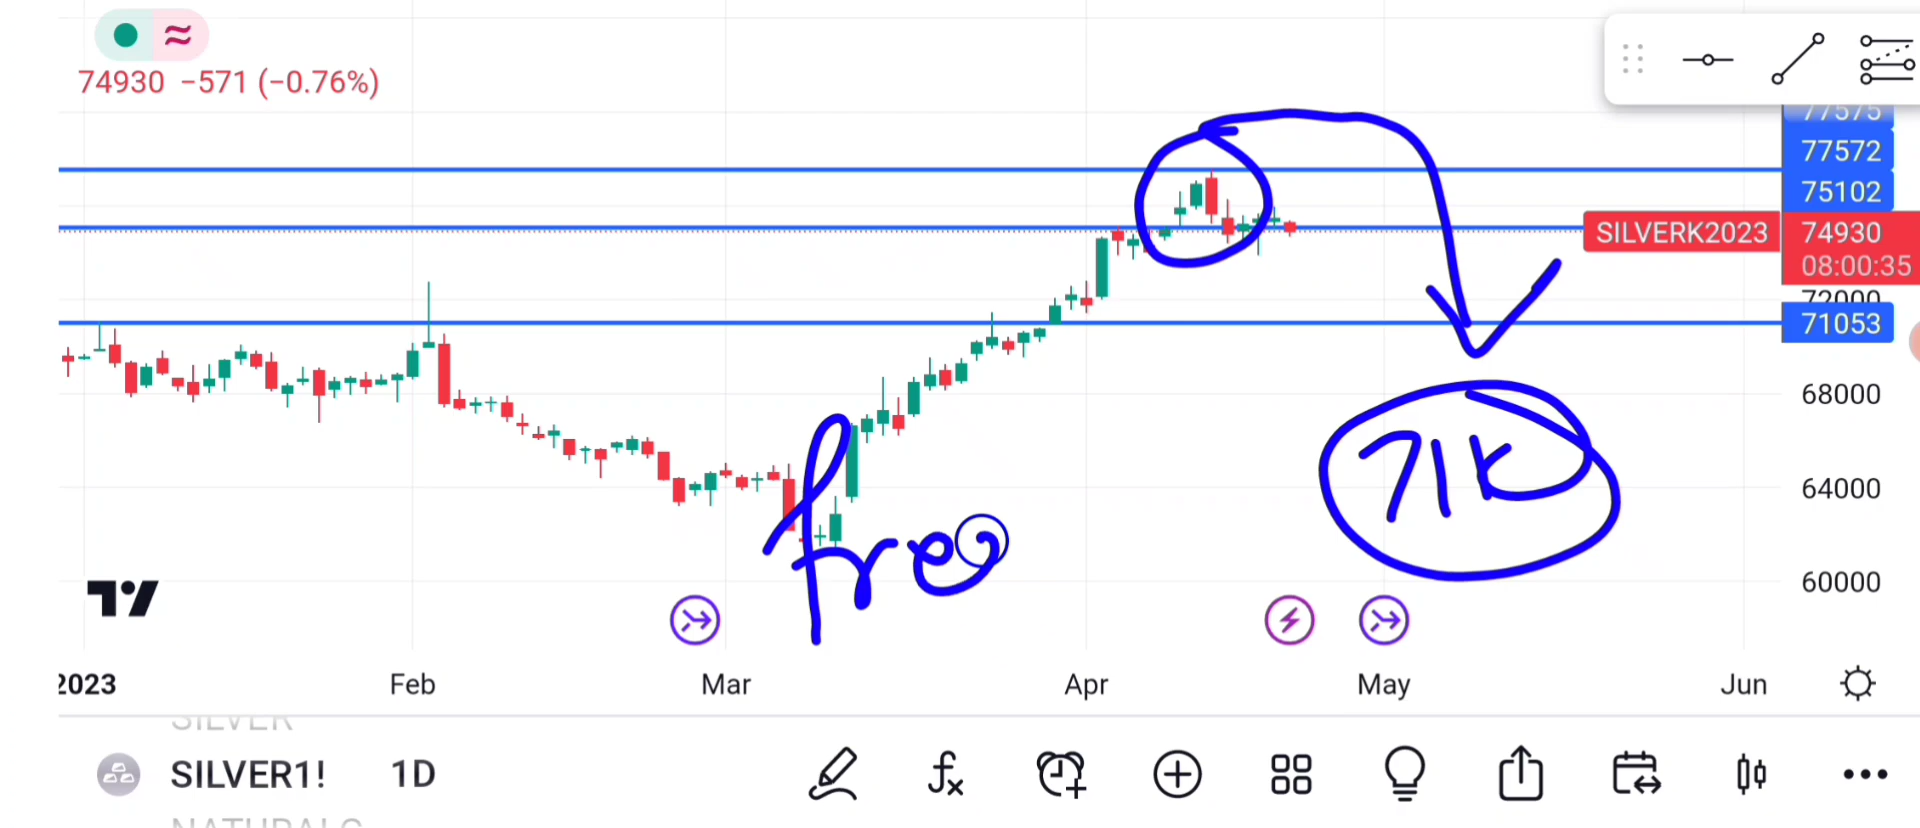 74930 −571 (−0.76%)
77575
77572
75102
SILVERK2023 74930
08:00:35
72000
71053
68000
71K
64000
free
60000
2023 Feb Mar Apr May Jun
SILVER
SILVER1! 1D